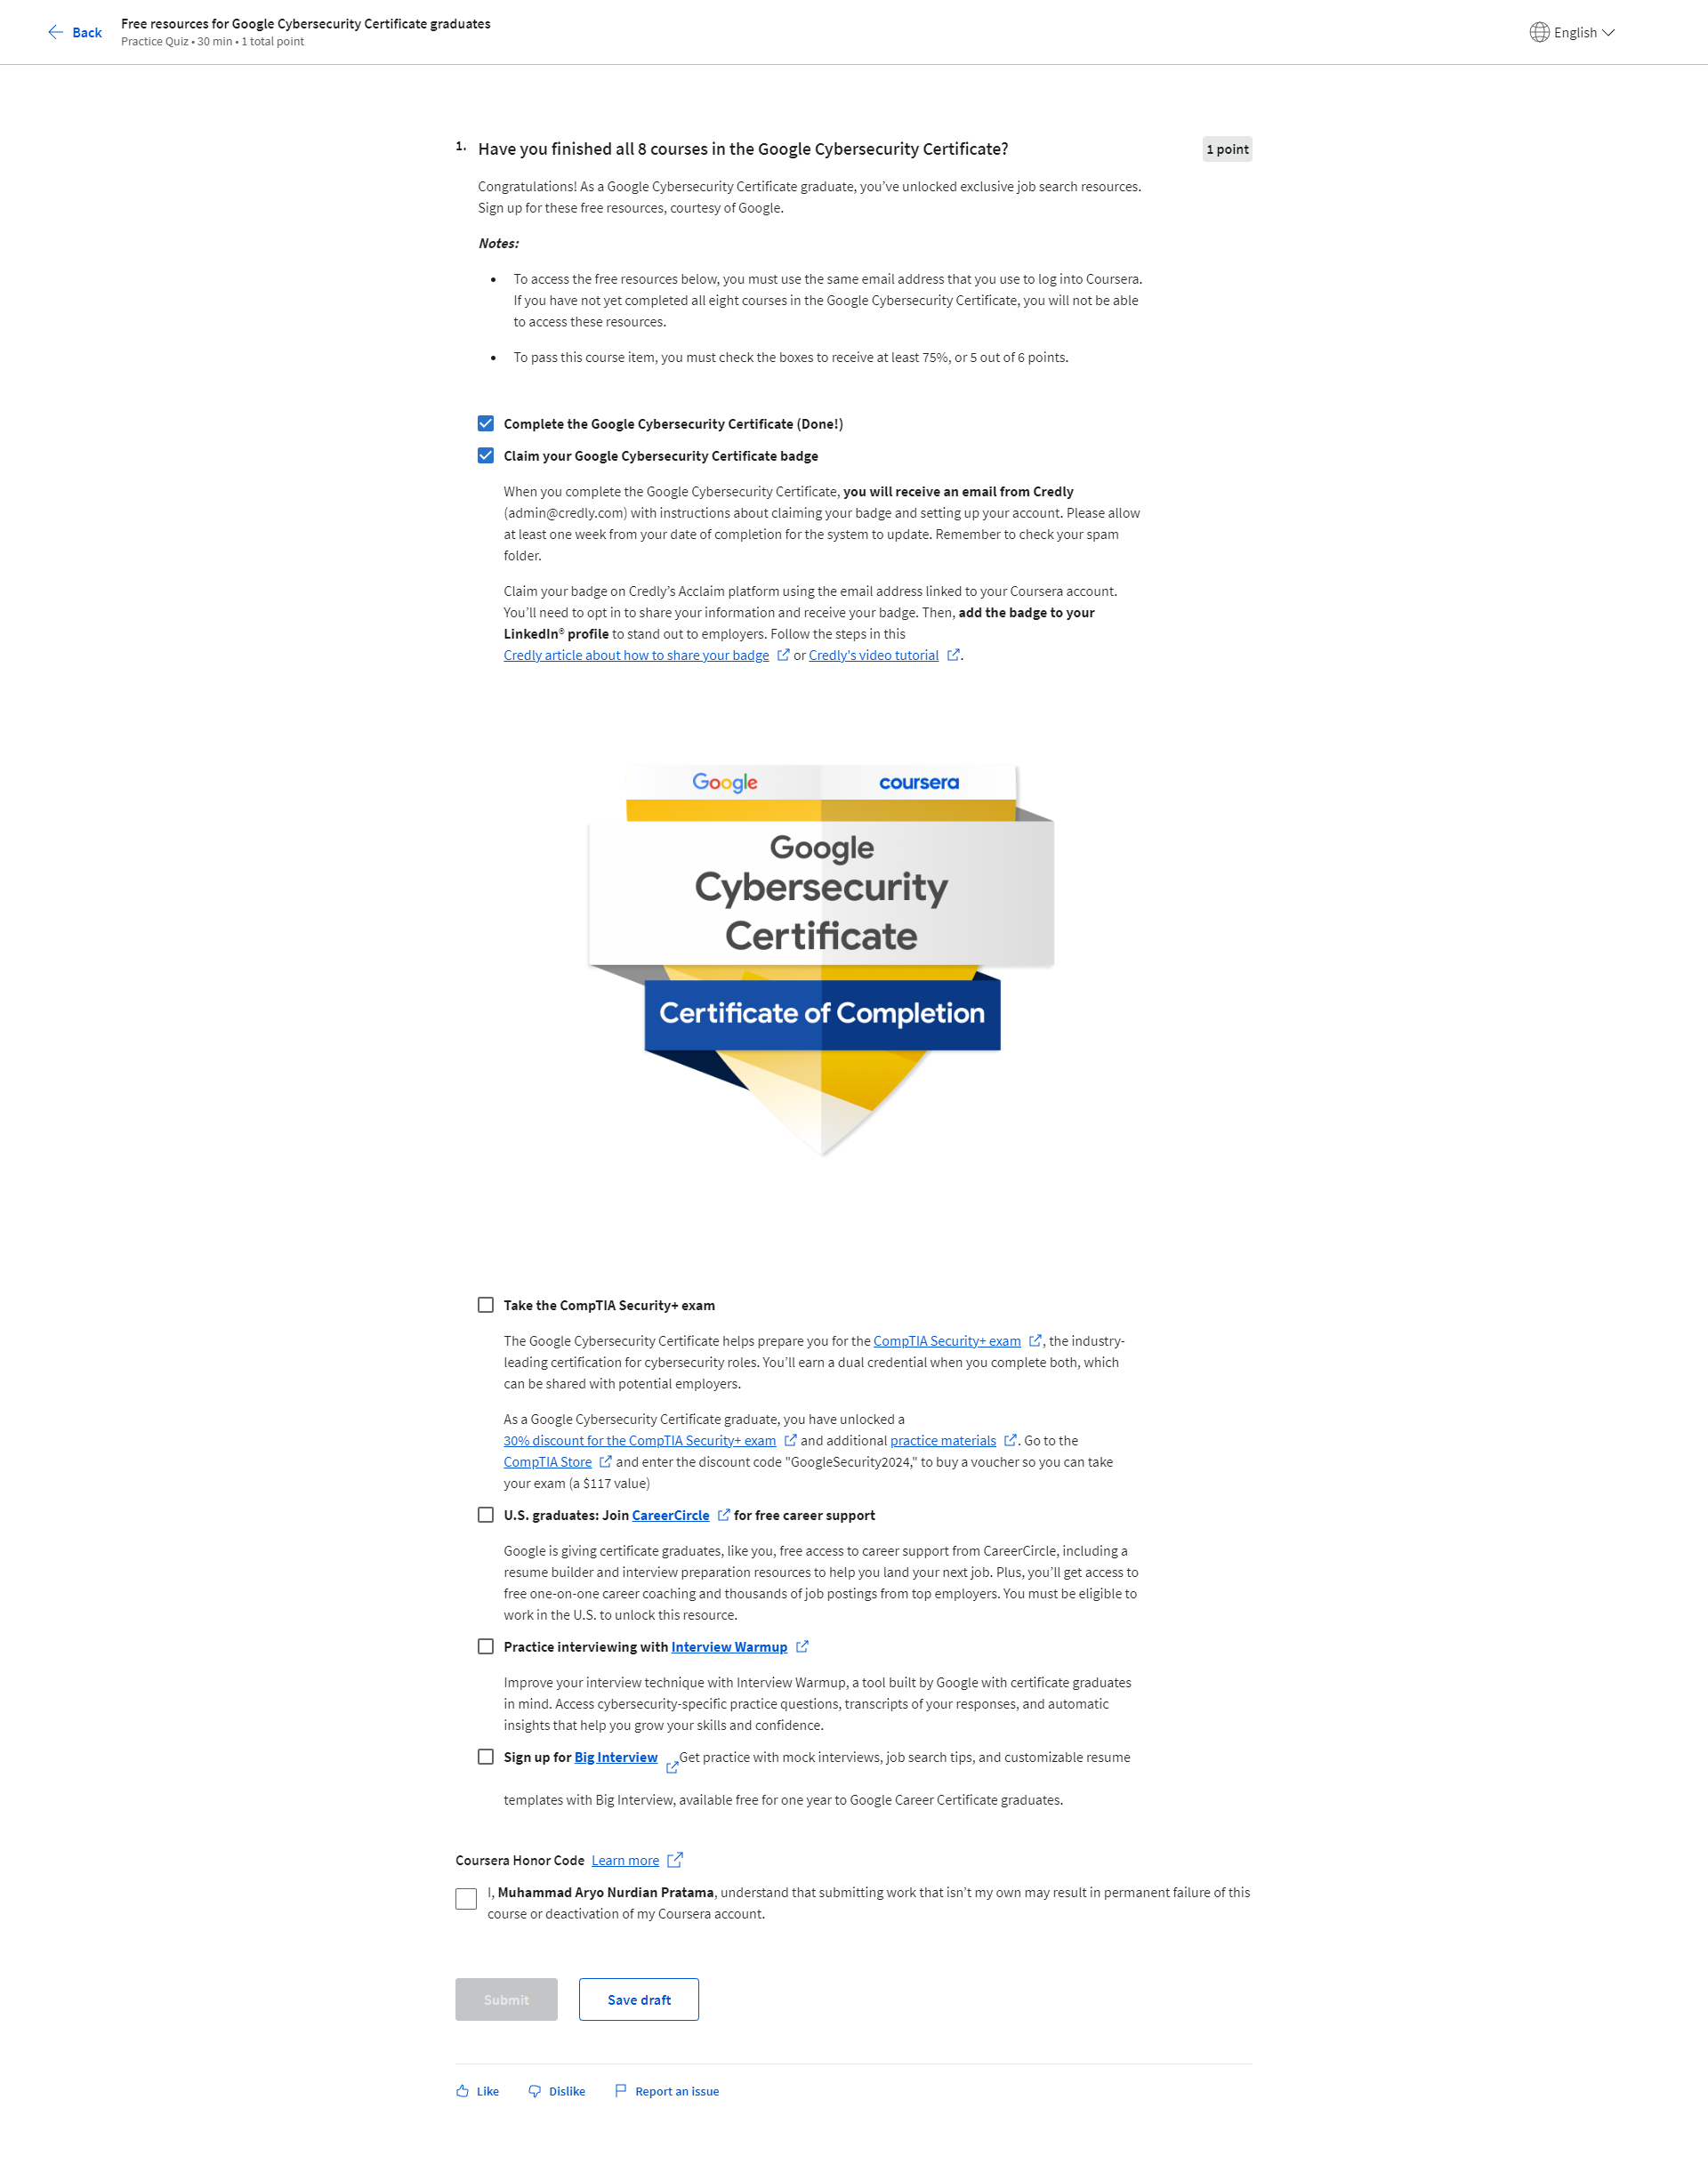 Back
Free resources for Google Cybersecurity Certificate graduates
Practice Quiz • 30 min • 1 total point
English
1.
Have you finished all 8 courses in the Google Cybersecurity Certificate?
1 point
Congratulations! As a Google Cybersecurity Certificate graduate, you’ve unlocked exclusive job search resources.
Sign up for these free resources, courtesy of Google.
Notes:
• To access the free resources below, you must use the same email address that you use to log into Coursera.
If you have not yet completed all eight courses in the Google Cybersecurity Certificate, you will not be able
to access these resources.
• To pass this course item, you must check the boxes to receive at least 75%, or 5 out of 6 points.
Complete the Google Cybersecurity Certificate (Done!)
Claim your Google Cybersecurity Certificate badge
When you complete the Google Cybersecurity Certificate, you will receive an email from Credly
(admin@credly.com) with instructions about claiming your badge and setting up your account. Please allow
at least one week from your date of completion for the system to update. Remember to check your spam
folder.
Claim your badge on Credly’s Acclaim platform using the email address linked to your Coursera account.
You’ll need to opt in to share your information and receive your badge. Then, add the badge to your
LinkedIn® profile to stand out to employers. Follow the steps in this
Credly article about how to share your badge or Credly's video tutorial.
Google coursera
Google
Cybersecurity
Certificate
Certificate of Completion
Take the CompTIA Security+ exam
The Google Cybersecurity Certificate helps prepare you for the CompTIA Security+ exam, the industry-
leading certification for cybersecurity roles. You’ll earn a dual credential when you complete both, which
can be shared with potential employers.
As a Google Cybersecurity Certificate graduate, you have unlocked a
30% discount for the CompTIA Security+ exam and additional practice materials. Go to the
CompTIA Store and enter the discount code "GoogleSecurity2024," to buy a voucher so you can take
your exam (a $117 value)
U.S. graduates: Join CareerCircle for free career support
Google is giving certificate graduates, like you, free access to career support from CareerCircle, including a
resume builder and interview preparation resources to help you land your next job. Plus, you’ll get access to
free one-on-one career coaching and thousands of job postings from top employers. You must be eligible to
work in the U.S. to unlock this resource.
Practice interviewing with Interview Warmup
Improve your interview technique with Interview Warmup, a tool built by Google with certificate graduates
in mind. Access cybersecurity-specific practice questions, transcripts of your responses, and automatic
insights that help you grow your skills and confidence.
Sign up for Big Interview Get practice with mock interviews, job search tips, and customizable resume
templates with Big Interview, available free for one year to Google Career Certificate graduates.
Coursera Honor Code Learn more
I, Muhammad Aryo Nurdian Pratama, understand that submitting work that isn’t my own may result in permanent failure of this
course or deactivation of my Coursera account.
Submit
Save draft
Like
Dislike
Report an issue